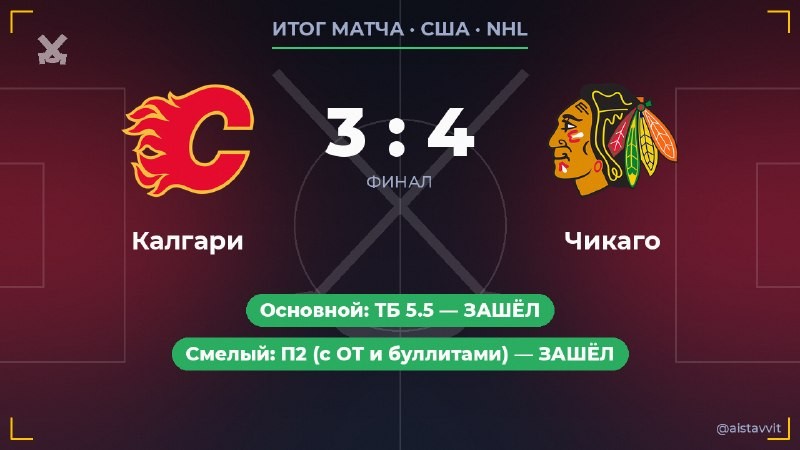 ИТОГ МАТЧА · США · NHL
3 : 4
ФИНАЛ
Калгари
Чикаго
Основной: ТБ 5.5 — ЗАШЁЛ
Смелый: П2 (с ОТ и буллитами) — ЗАШЁЛ
@aistavvit